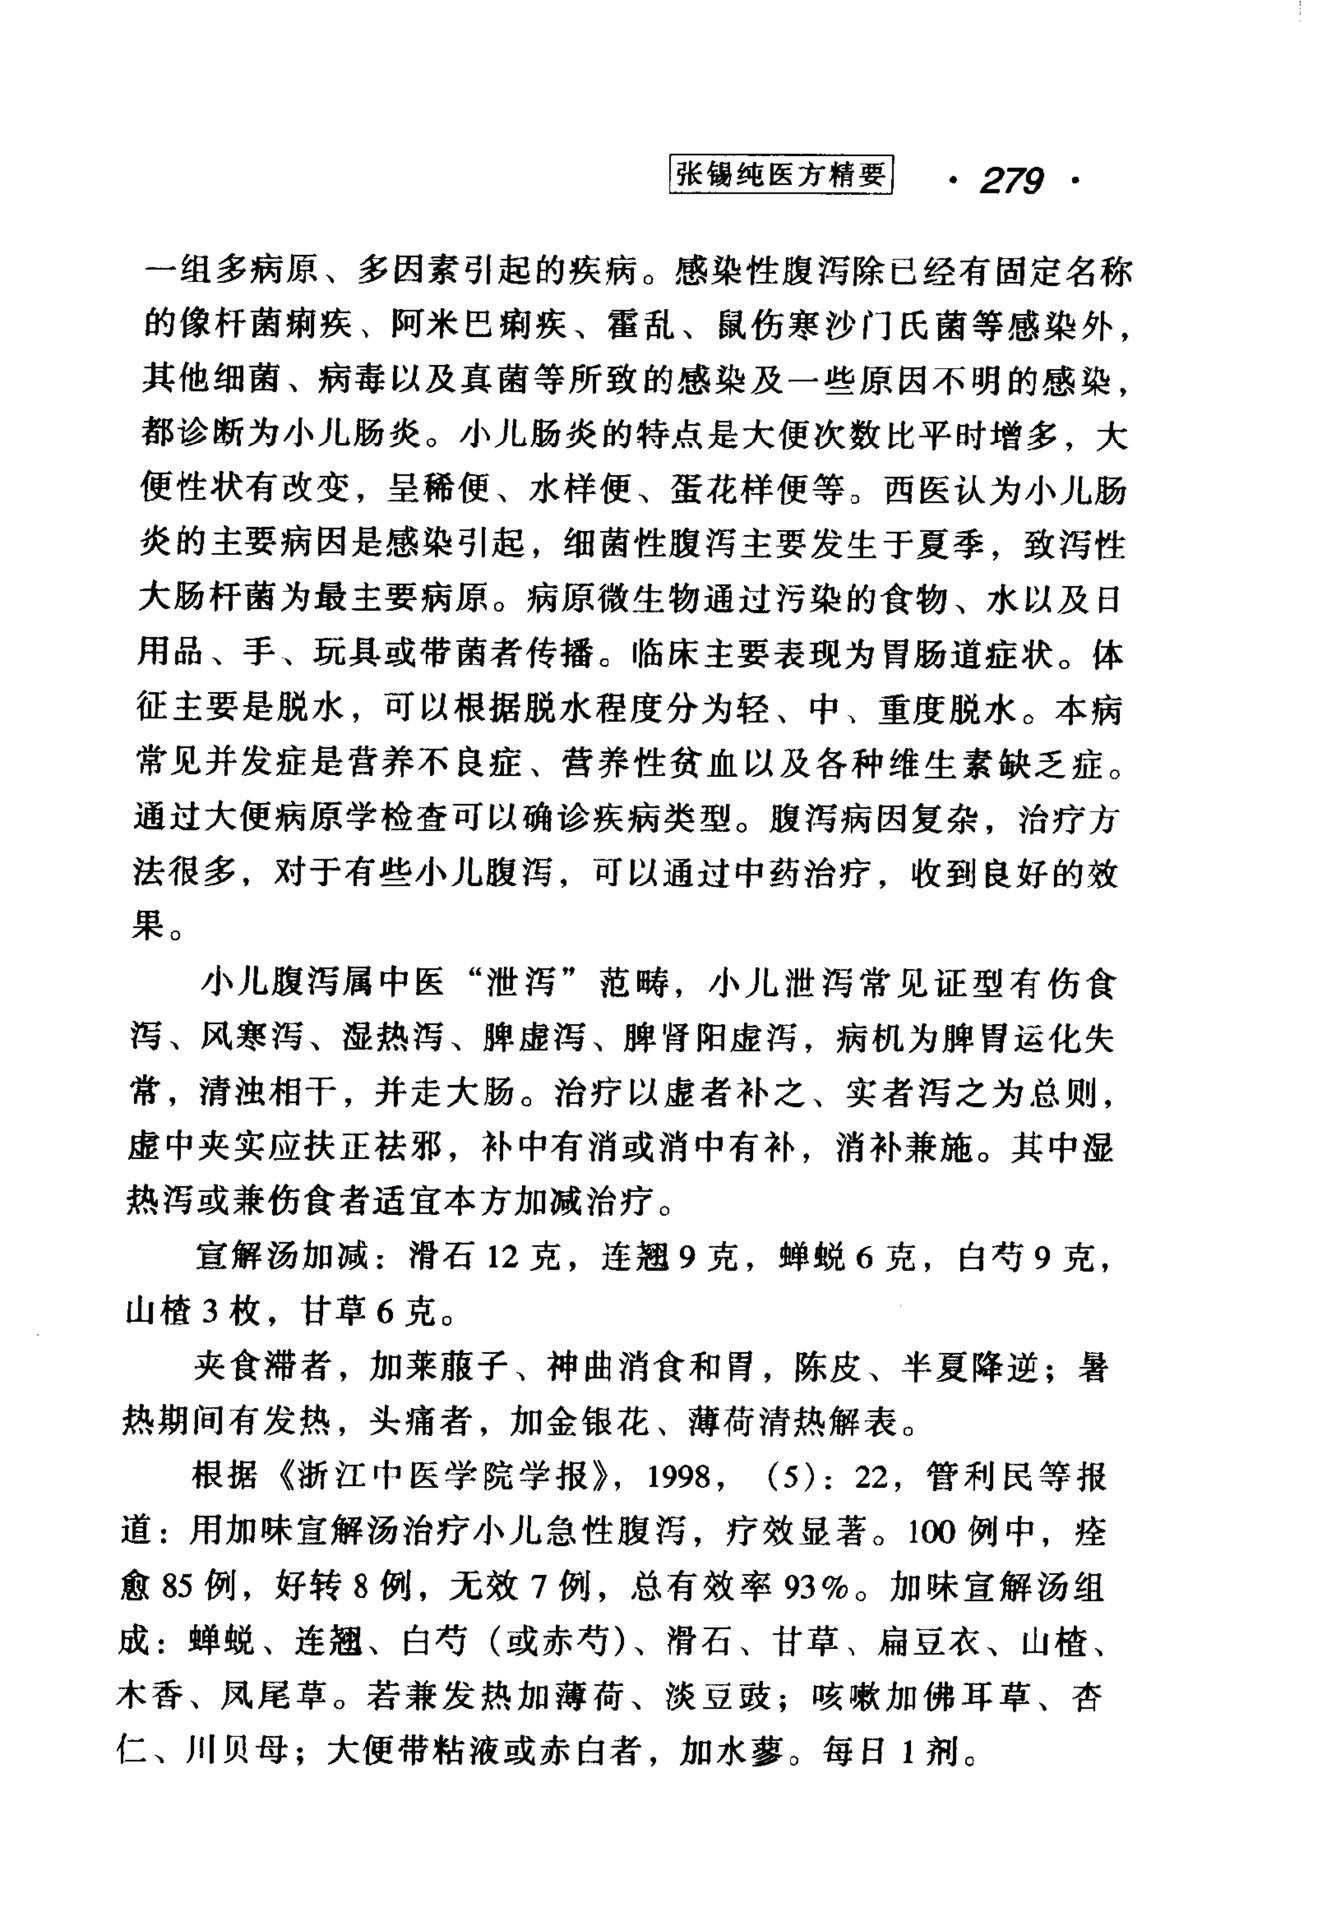 张锡纯医方精要 · 279 ·
一组多病原、多因素引起的疾病。感染性腹泻除已经有固定名称
的像杆菌痢疾、阿米巴痢疾、霍乱、鼠伤寒沙门氏菌等感染外，
其他细菌、病毒以及真菌等所致的感染及一些原因不明的感染，
都诊断为小儿肠炎。小儿肠炎的特点是大便次数比平时增多，大
便性状有改变，呈稀便、水样便、蛋花样便等。西医认为小儿肠
炎的主要病因是感染引起，细菌性腹泻主要发生于夏季，致泻性
大肠杆菌为最主要病原。病原微生物通过污染的食物、水以及日
用品、手、玩具或带菌者传播。临床主要表现为胃肠道症状。体
征主要是脱水，可以根据脱水程度分为轻、中、重度脱水。本病
常见并发症是营养不良症、营养性贫血以及各种维生素缺乏症。
通过大便病原学检查可以确诊疾病类型。腹泻病因复杂，治疗方
法很多，对于有些小儿腹泻，可以通过中药治疗，收到良好的效
果。
小儿腹泻属中医“泄泻”范畴，小儿泄泻常见证型有伤食
泻、风寒泻、湿热泻、脾虚泻、脾肾阳虚泻，病机为脾胃运化失
常，清浊相干，并走大肠。治疗以虚者补之、实者泻之为总则，
虚中夹实应扶正祛邪，补中有消或消中有补，消补兼施。其中湿
热泻或兼伤食者适宜本方加减治疗。
宣解汤加减：滑石 12 克，连翘 9 克，蝉蜕 6 克，白芍 9 克，
山楂 3 枚，甘草 6 克。
夹食滞者，加莱菔子、神曲消食和胃，陈皮、半夏降逆；暑
热期间有发热，头痛者，加金银花、薄荷清热解表。
根据《浙江中医学院学报》，1998，（5）：22，管利民等报
道：用加味宣解汤治疗小儿急性腹泻，疗效显著。100 例中，痊
愈 85 例，好转 8 例，无效 7 例，总有效率 93%。加味宣解汤组
成：蝉蜕、连翘、白芍（或赤芍）、滑石、甘草、扁豆衣、山楂、
木香、凤尾草。若兼发热加薄荷、淡豆豉；咳嗽加佛耳草、杏
仁、川贝母；大便带粘液或赤白者，加水蓼。每日 1 剂。